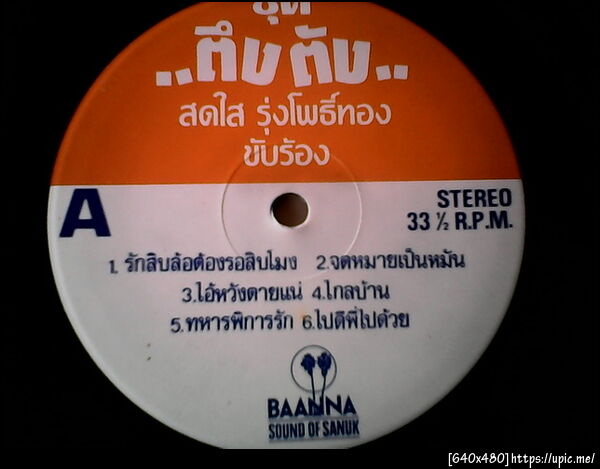 ชุด
..ตึง ตัง..
สดใส รุ่งโพธิ์ทอง
ขับร้อง
A
STEREO
33 ½ R.P.M.
1. รักสิบล้อต้องรอสิบโมง 2.จดหมายเป็นหมัน
3.ไอ้หวังตายแน่ 4.ไกลบ้าน
5.ทหารพิการรัก 6.ไปดีพี่ไปด้วย
BAANNA
SOUND OF SANUK
[640x480]https://upic.me/